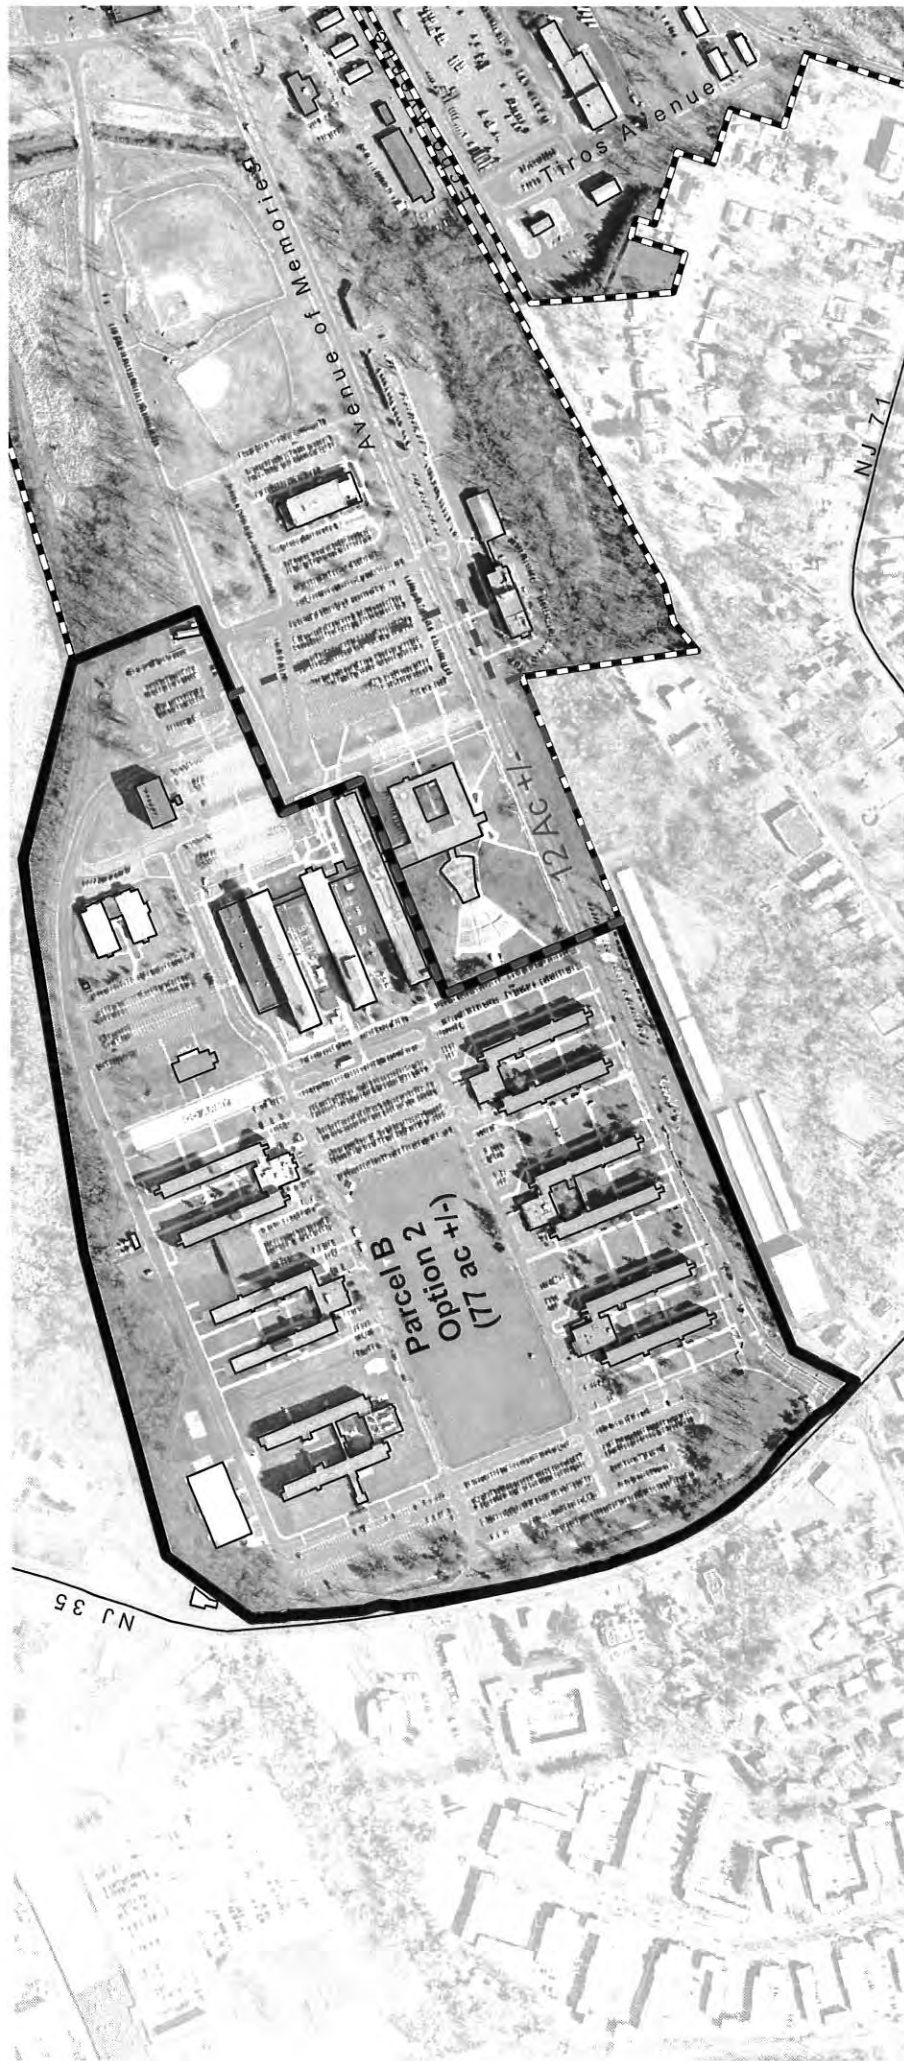 Avenue of Memories
Tiros Avenue
NJ 71
12 Ac +/-
Parcel B
Option 2
(77 ac +/-)
NJ 35